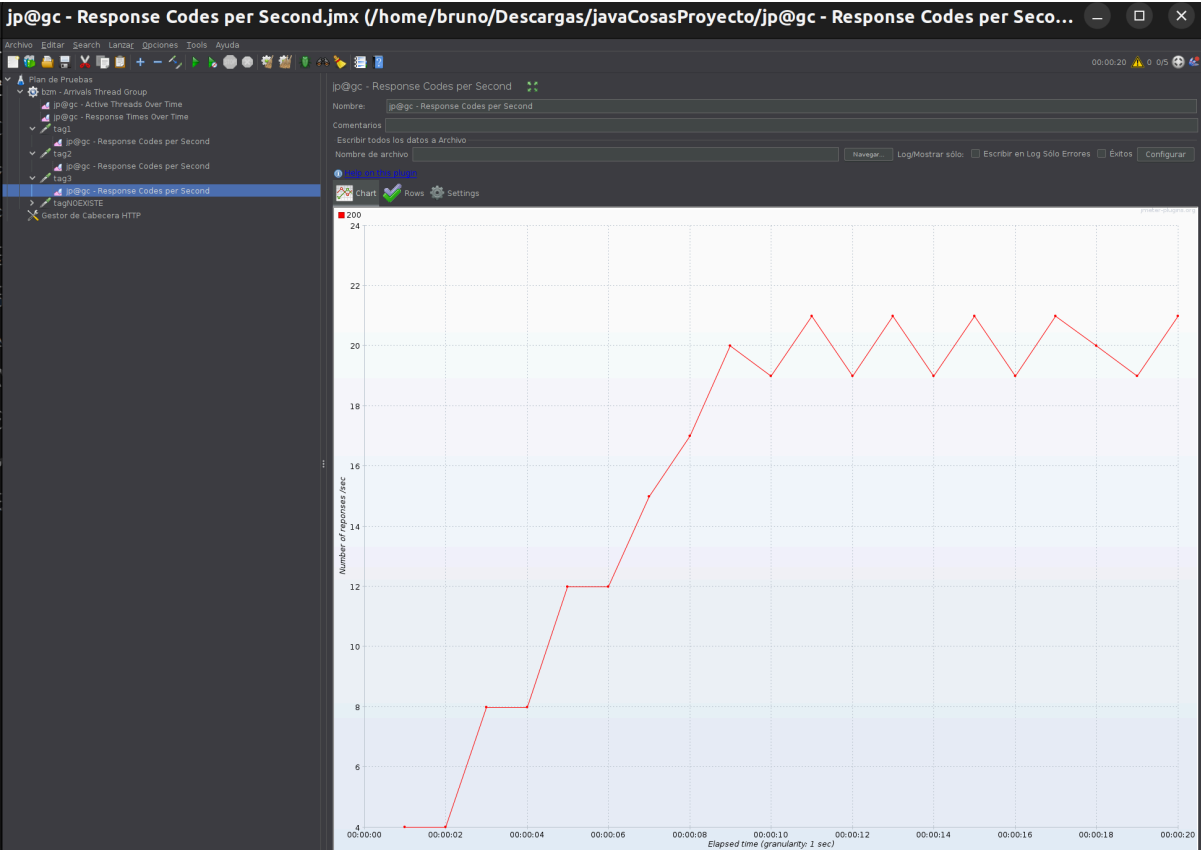 jp@gc - Response Codes per Second.jmx (/home/bruno/Descargas/javaCosasProyecto/jp@gc - Response Codes per Seco...
Archivo Editar Search Lanzar Opciones Tools Ayuda
00:00:20 0 0/5
Plan de Pruebas
bzm - Arrivals Thread Group
jp@gc - Active Threads Over Time
jp@gc - Response Times Over Time
tag1
jp@gc - Response Codes per Second
tag2
jp@gc - Response Codes per Second
tag3
jp@gc - Response Codes per Second
tagNOEXISTE
Gestor de Cabecera HTTP
jp@gc - Response Codes per Second
Nombre: jp@gc - Response Codes per Second
Comentarios
Escribir todos los datos a Archivo
Nombre de archivo Navegar... Log/Mostrar sólo: Escribir en Log Sólo Errores Éxitos Configurar
Help on this plugin
Chart Rows Settings
200
jmeter-plugins.org
24
22
20
18
16
14
12
10
8
6
4
Number of reponses /sec
00:00:00 00:00:02 00:00:04 00:00:06 00:00:08 00:00:10 00:00:12 00:00:14 00:00:16 00:00:18 00:00:20
Elapsed time (granularity: 1 sec)